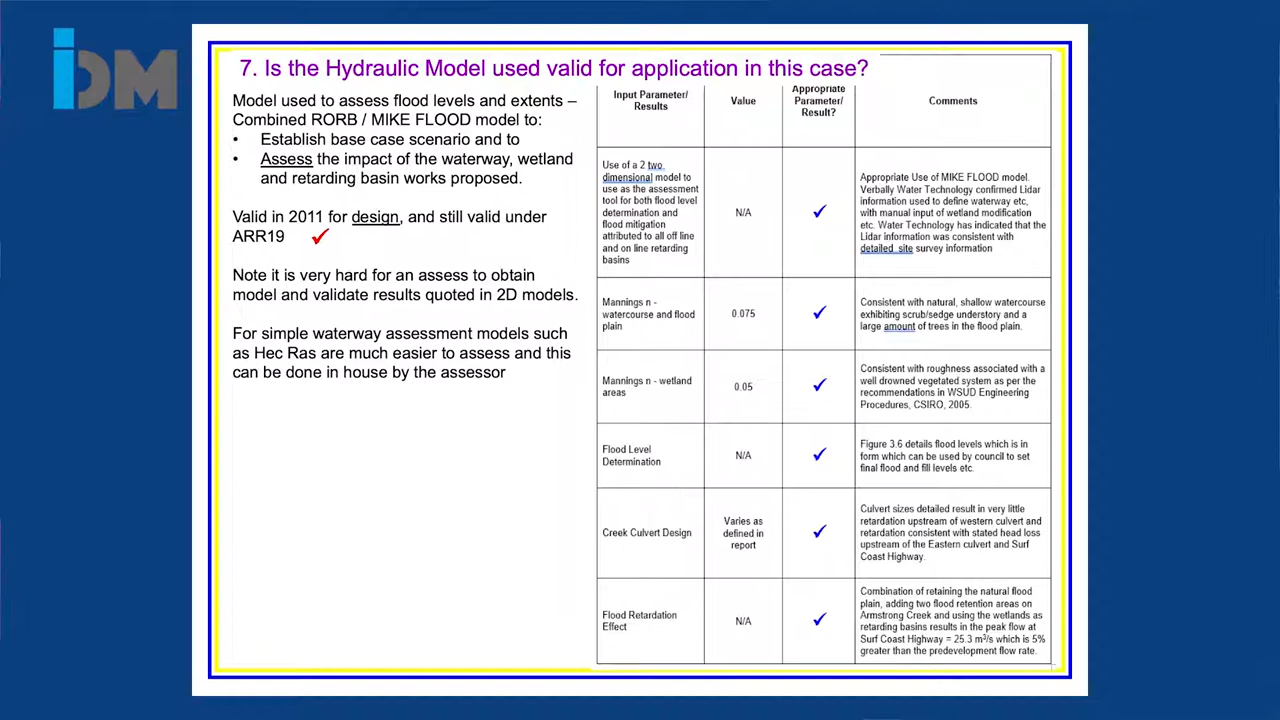 iDM
7. Is the Hydraulic Model used valid for application in this case?
Model used to assess flood levels and extents –
Combined RORB / MIKE FLOOD model to:
• Establish base case scenario and to
• Assess the impact of the waterway, wetland
and retarding basin works proposed.
Valid in 2011 for design, and still valid under
ARR19 ✓
Note it is very hard for an assess to obtain
model and validate results quoted in 2D models.
For simple waterway assessment models such
as Hec Ras are much easier to assess and this
can be done in house by the assessor
Input Parameter/
Results
Value
Appropriate
Parameter/
Result?
Comments
Use of a 2 two
dimensional model to
use as the assessment
tool for both flood level
determination and
flood mitigation
attributed to all off line
and on line retarding
basins
N/A
✓
Appropriate Use of MIKE FLOOD model.
Verbally Water Technology confirmed Lidar
information used to define waterway etc,
with manual input of wetland modification
etc. Water Technology has indicated that the
Lidar information was consistent with
detailed site survey information
Mannings n -
watercourse and flood
plain
0.075
✓
Consistent with natural, shallow watercourse
exhibiting scrub/sedge understory and a
large amount of trees in the flood plain.
Mannings n - wetland
areas
0.05
✓
Consistent with roughness associated with a
well drowned vegetated system as per the
recommendations in WSUD Engineering
Procedures, CSIRO, 2005.
Flood Level
Determination
N/A
✓
Figure 3.6 details flood levels which is in
form which can be used by council to set
final flood and fill levels etc.
Creek Culvert Design
Varies as
defined in
report
✓
Culvert sizes detailed result in very little
retardation upstream of western culvert and
retardation consistent with stated head loss
upstream of the Eastern culvert and Surf
Coast Highway.
Flood Retardation
Effect
N/A
✓
Combination of retaining the natural flood
plain, adding two flood retention areas on
Armstrong Creek and using the wetlands as
retarding basins results in the peak flow at
Surf Coast Highway = 25.3 m³/s which is 5%
greater than the predevelopment flow rate.